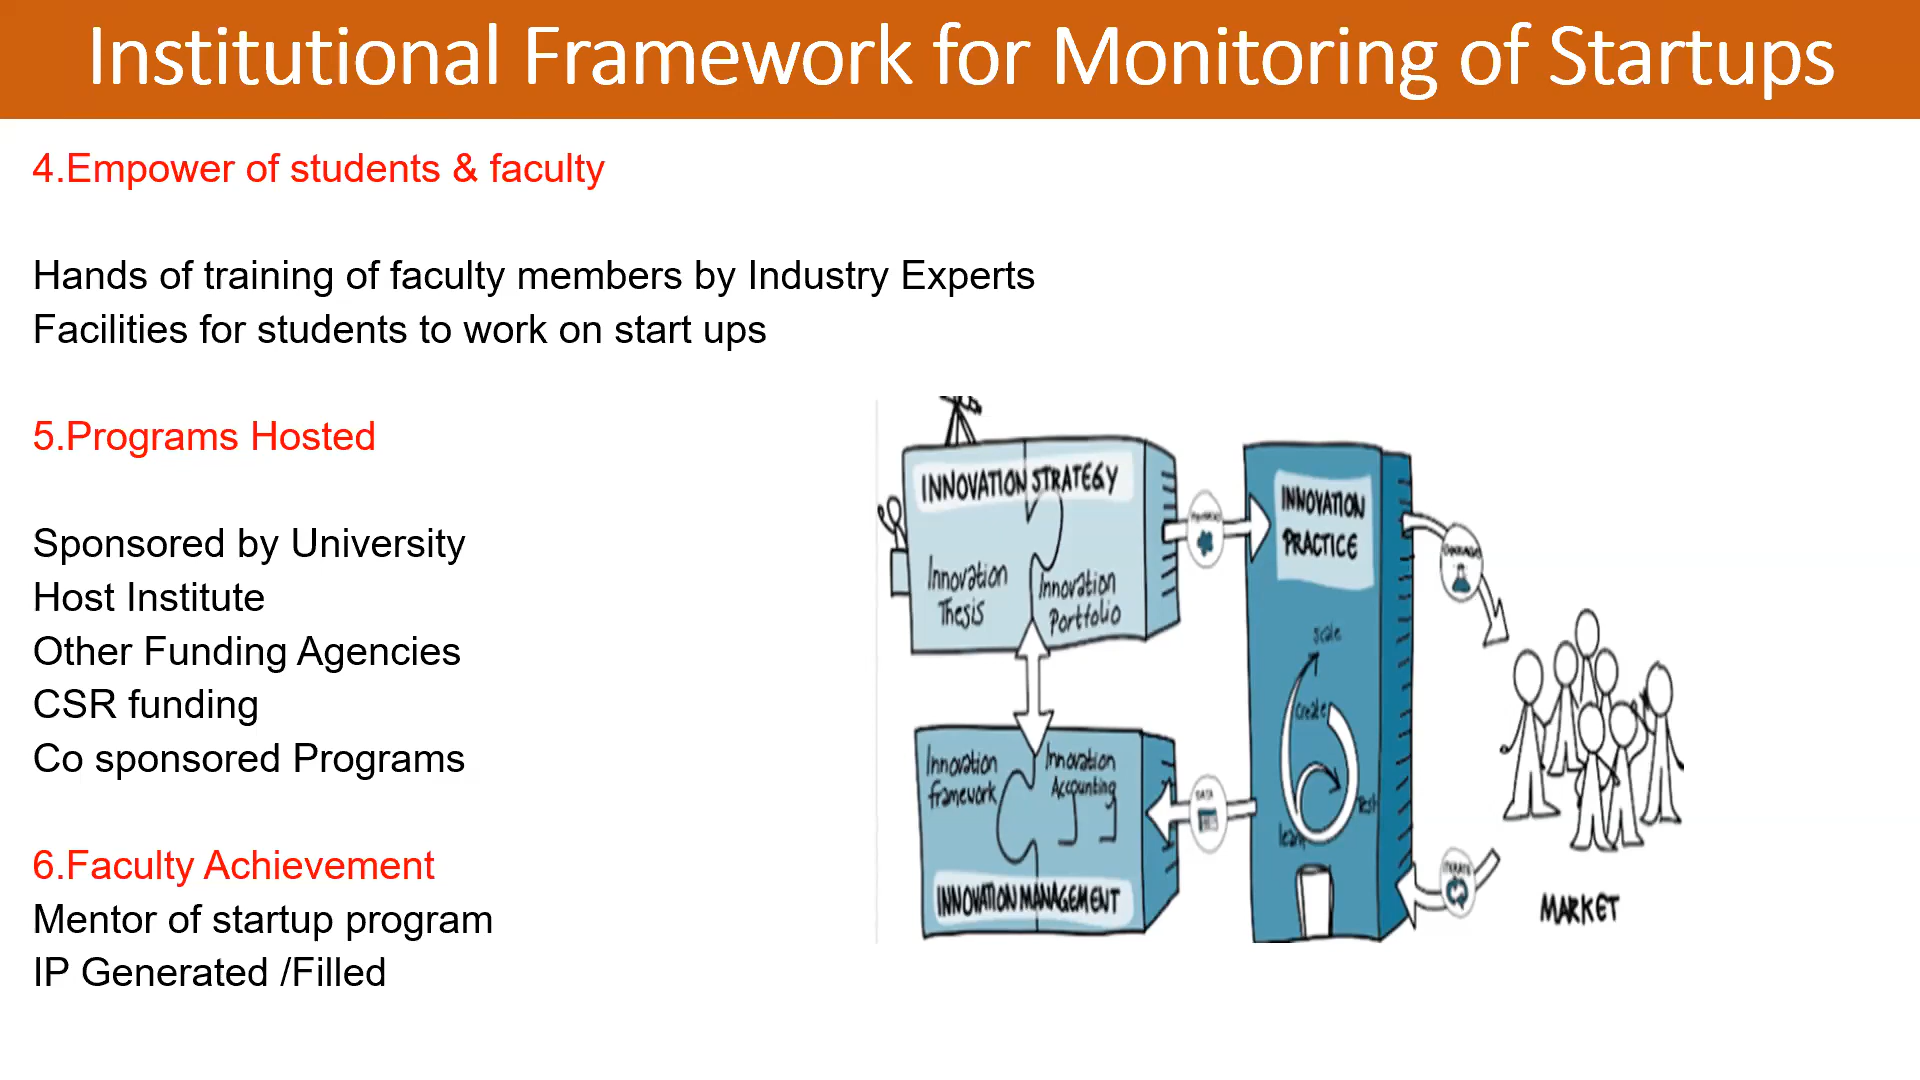 Institutional Framework for Monitoring of Startups
4.Empower of students & faculty
Hands of training of faculty members by Industry Experts
Facilities for students to work on start ups
5.Programs Hosted
Sponsored by University
Host Institute
Other Funding Agencies
CSR funding
Co sponsored Programs
6.Faculty Achievement
Mentor of startup program
IP Generated /Filled
INNOVATION STRATEGY
Innovation
Thesis
Innovation
Portfolio
Innovation
framework
Innovation
Accounting
INNOVATION MANAGEMENT
DATA
INNOVATION
PRACTICE
scale
create
test
learn
MARKET